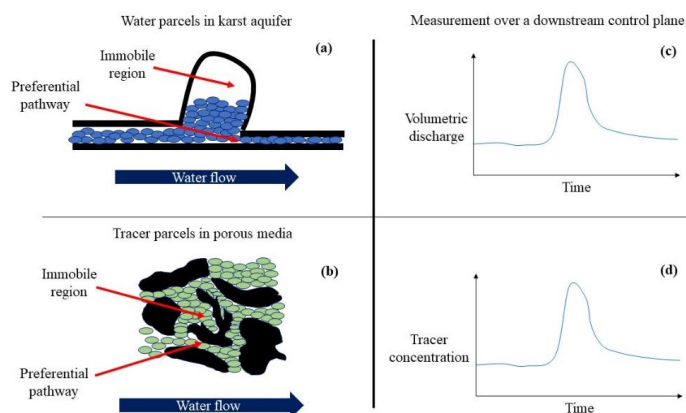 Water parcels in karst aquifer
Immobile
region
(a)
Preferential
pathway
Water flow
Measurement over a downstream control plane
(c)
Volumetric
discharge
Time
Tracer parcels in porous media
Immobile
region
(b)
Preferential
pathway
Water flow
(d)
Tracer
concentration
Time